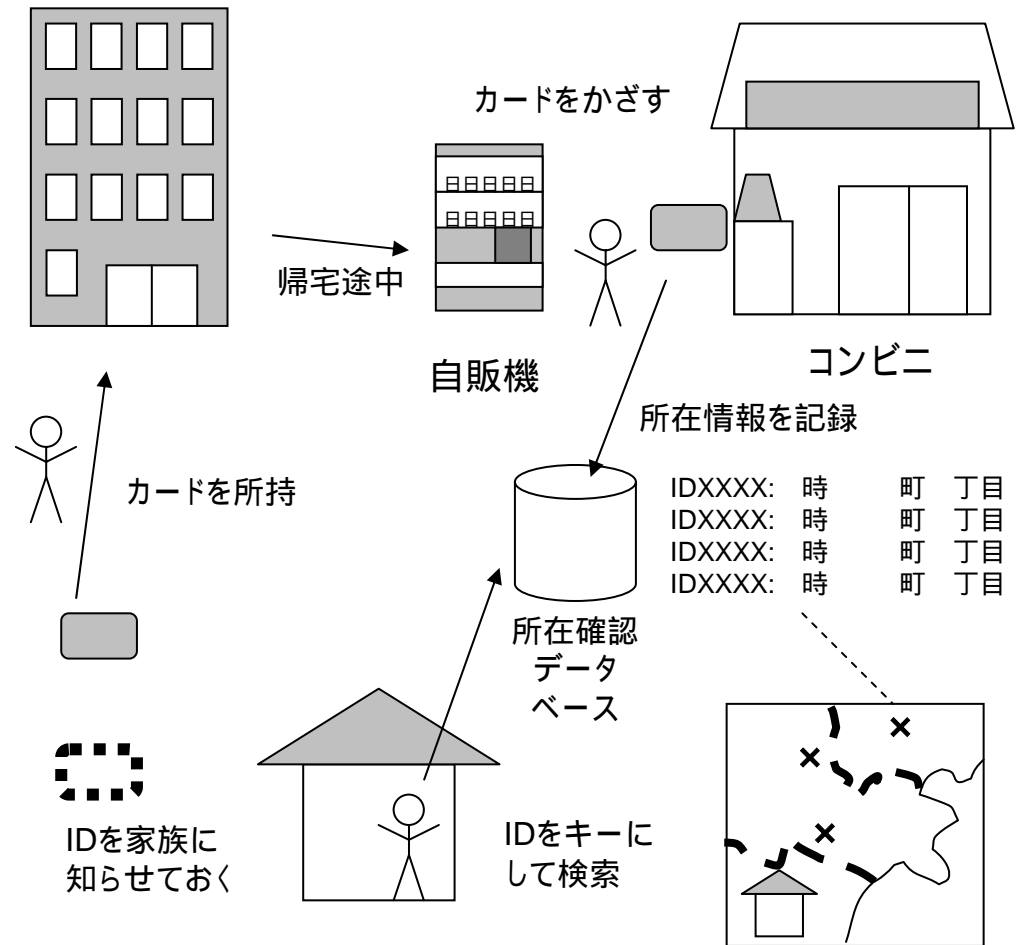 カードをかざす
帰宅途中
自販機
コンビニ
所在情報を記録
カードを所持
IDXXXX: 時 町 丁目
IDXXXX: 時 町 丁目
IDXXXX: 時 町 丁目
IDXXXX: 時 町 丁目
所在確認
データ
ベース
IDを家族に
知らせておく
IDをキーに
して検索